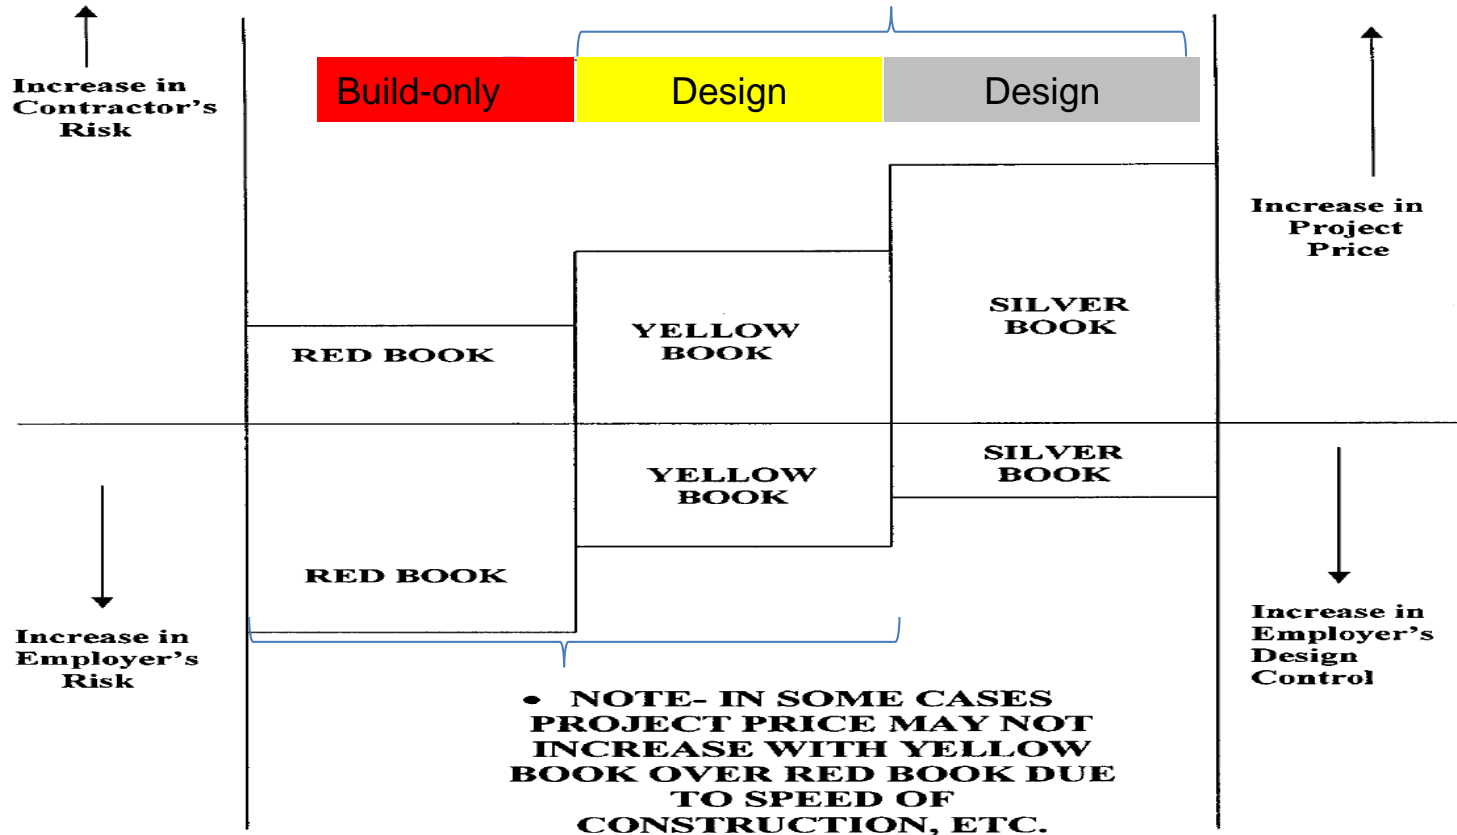 Increase in
Contractor's
Risk
Build-only
Design
Design
Increase in
Project
Price
RED BOOK
YELLOW
BOOK
SILVER
BOOK
RED BOOK
YELLOW
BOOK
SILVER
BOOK
Increase in
Employer's
Risk
Increase in
Employer's
Design
Control
• NOTE- IN SOME CASES
PROJECT PRICE MAY NOT
INCREASE WITH YELLOW
BOOK OVER RED BOOK DUE
TO SPEED OF
CONSTRUCTION, ETC.